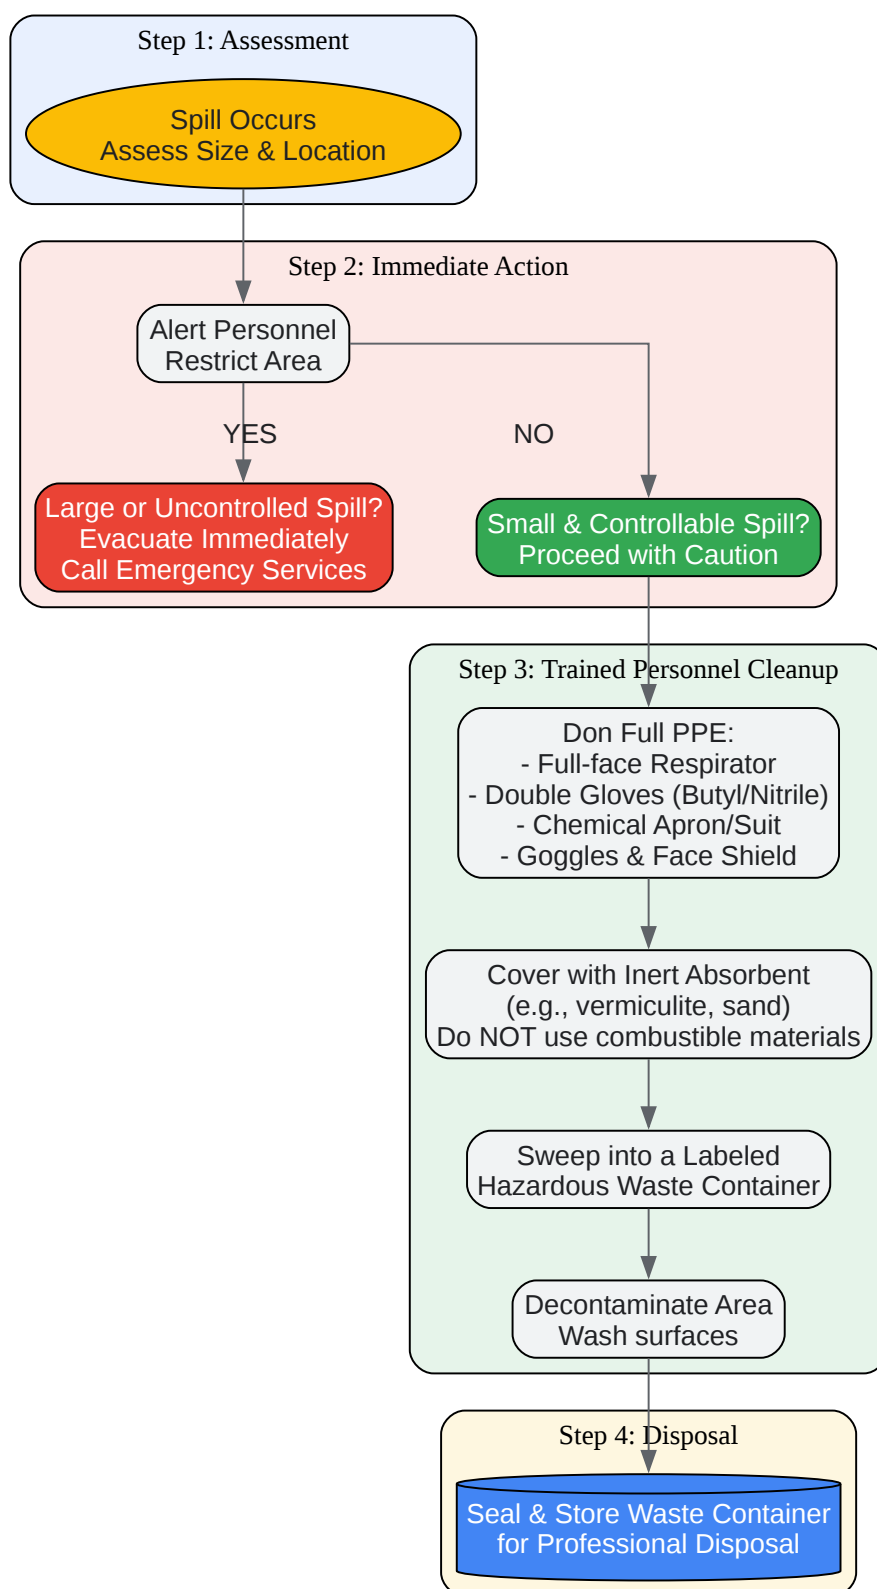 Step 1: Assessment
Spill Occurs
Assess Size & Location
Step 2: Immediate Action
Alert Personnel
Restrict Area
YES
NO
Large or Uncontrolled Spill?
Evacuate Immediately
Call Emergency Services
Small & Controllable Spill?
Proceed with Caution
Step 3: Trained Personnel Cleanup
Don Full PPE:
- Full-face Respirator
- Double Gloves (Butyl/Nitrile)
- Chemical Apron/Suit
- Goggles & Face Shield
Cover with Inert Absorbent
(e.g., vermiculite, sand)
Do NOT use combustible materials
Sweep into a Labeled
Hazardous Waste Container
Decontaminate Area
Wash surfaces
Step 4: Disposal
Seal & Store Waste Container
for Professional Disposal